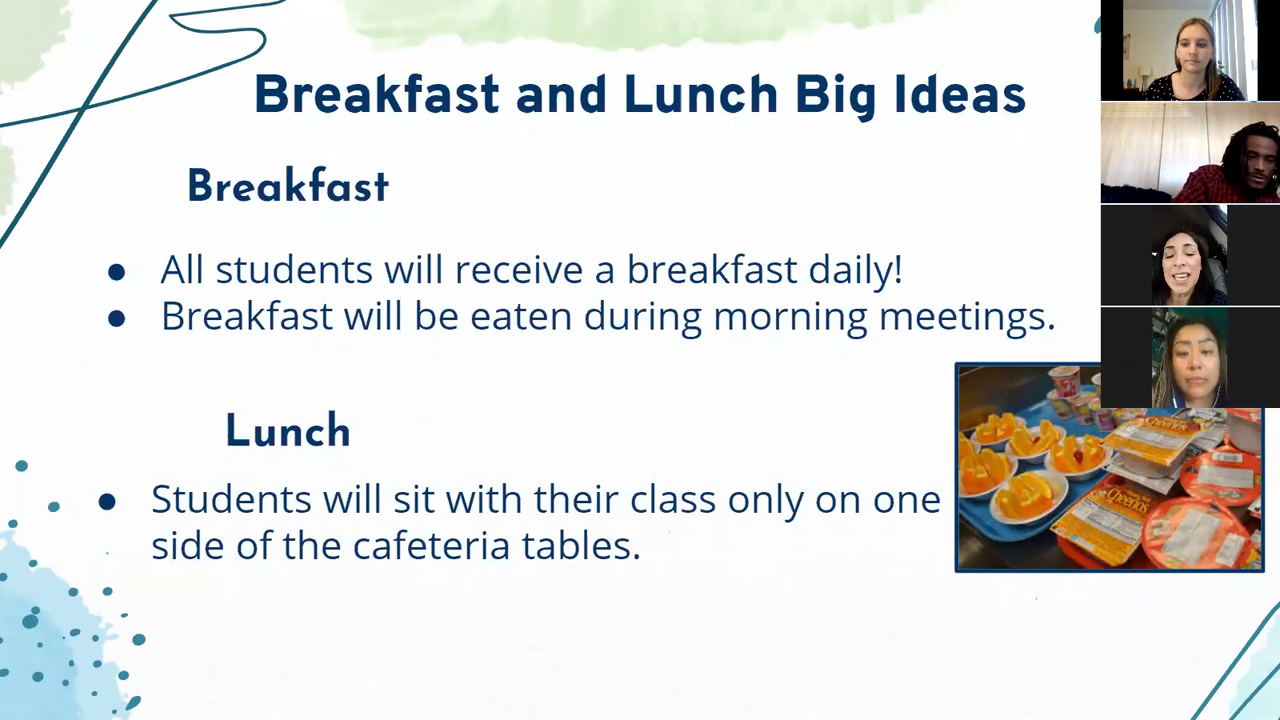 Breakfast and Lunch Big Ideas
Breakfast
● All students will receive a breakfast daily!
● Breakfast will be eaten during morning meetings.
Lunch
● Students will sit with their class only on one
side of the cafeteria tables.
Cheerios
Cheerios